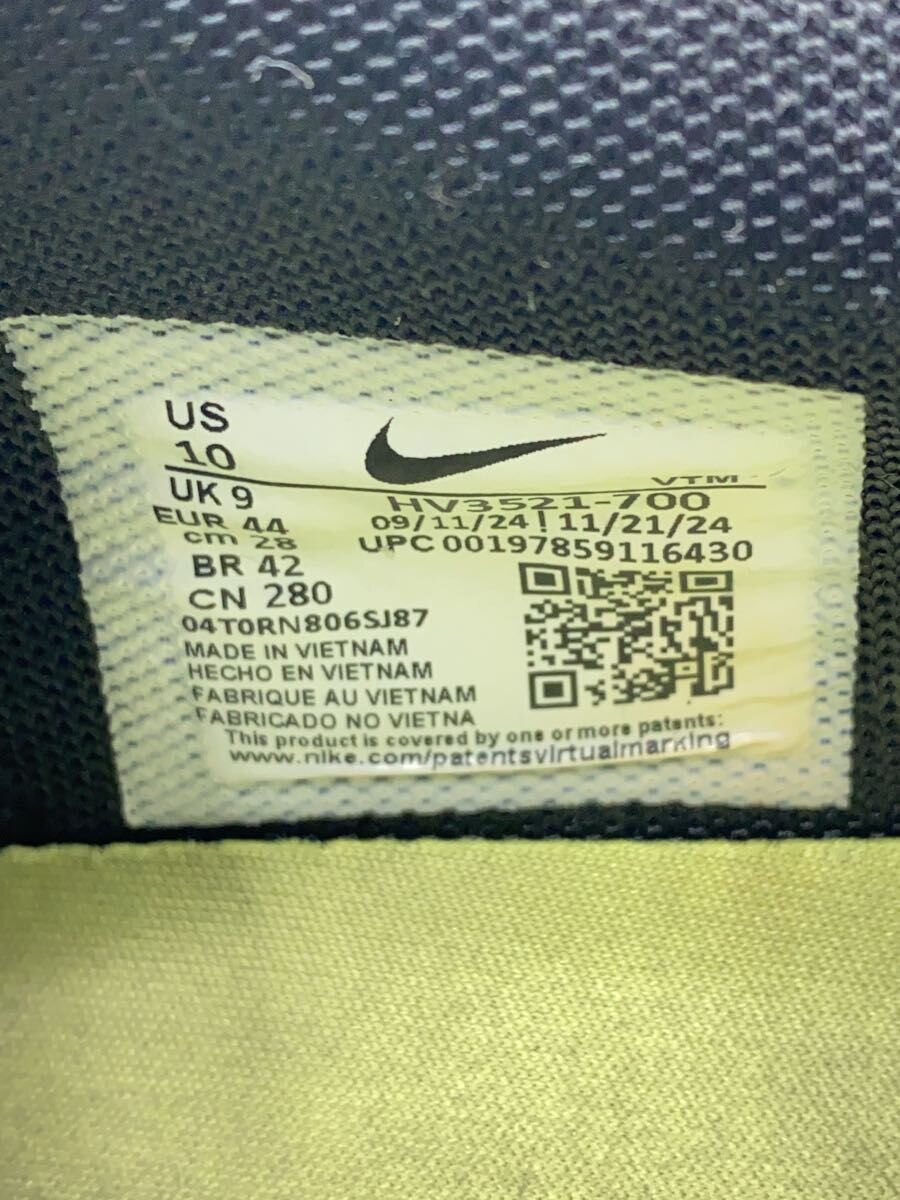 US
10
UK 9
EUR 44
cm 28
BR 42
CN 280
VTM
HV3521-700
09/11/24 | 11/21/24
UPC 00197859116430
04T0RN806SJ87
MADE IN VIETNAM
HECHO EN VIETNAM
FABRIQUE AU VIETNAM
FABRICADO NO VIETNA
This product is covered by one or more patents:
www.nike.com/patentsvirtualmarking